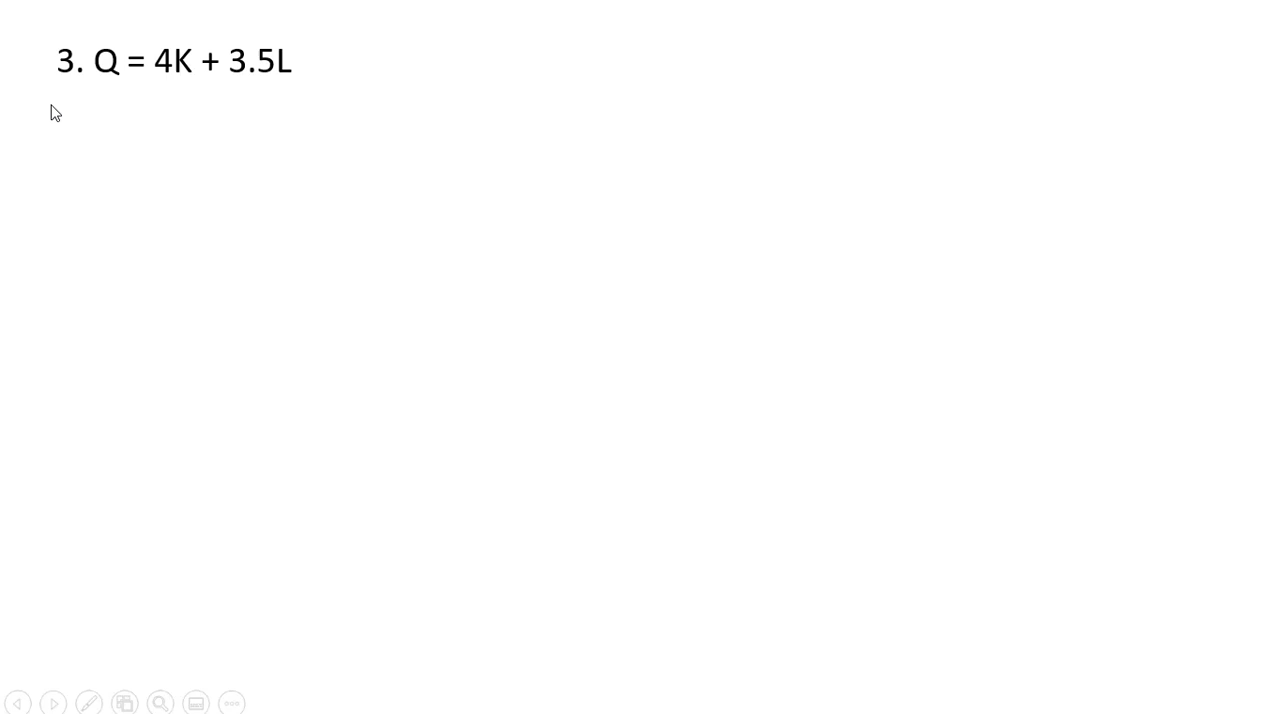 3. Q = 4K + 3.5L